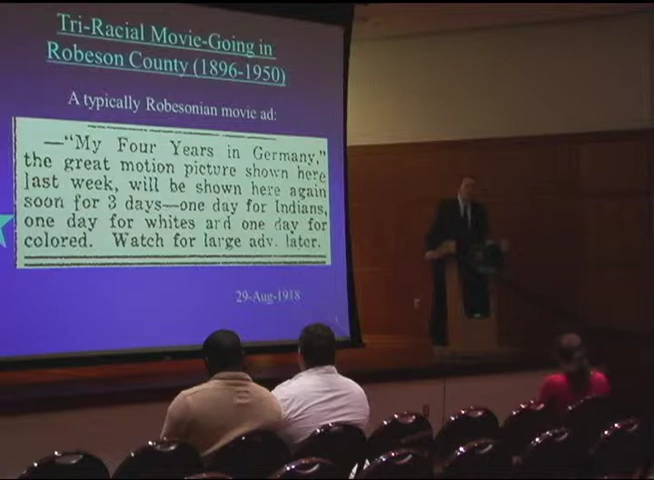 Tri-Racial Movie-Going in
Robeson County (1896-1950)
A typically Robesonian movie ad:
—"My Four Years in Germany,"
the great motion picture shown here
last week, will be shown here again
soon for 3 days—one day for Indians,
one day for whites ard one day for
colored. Watch for large adv. later.
29-Aug-1918